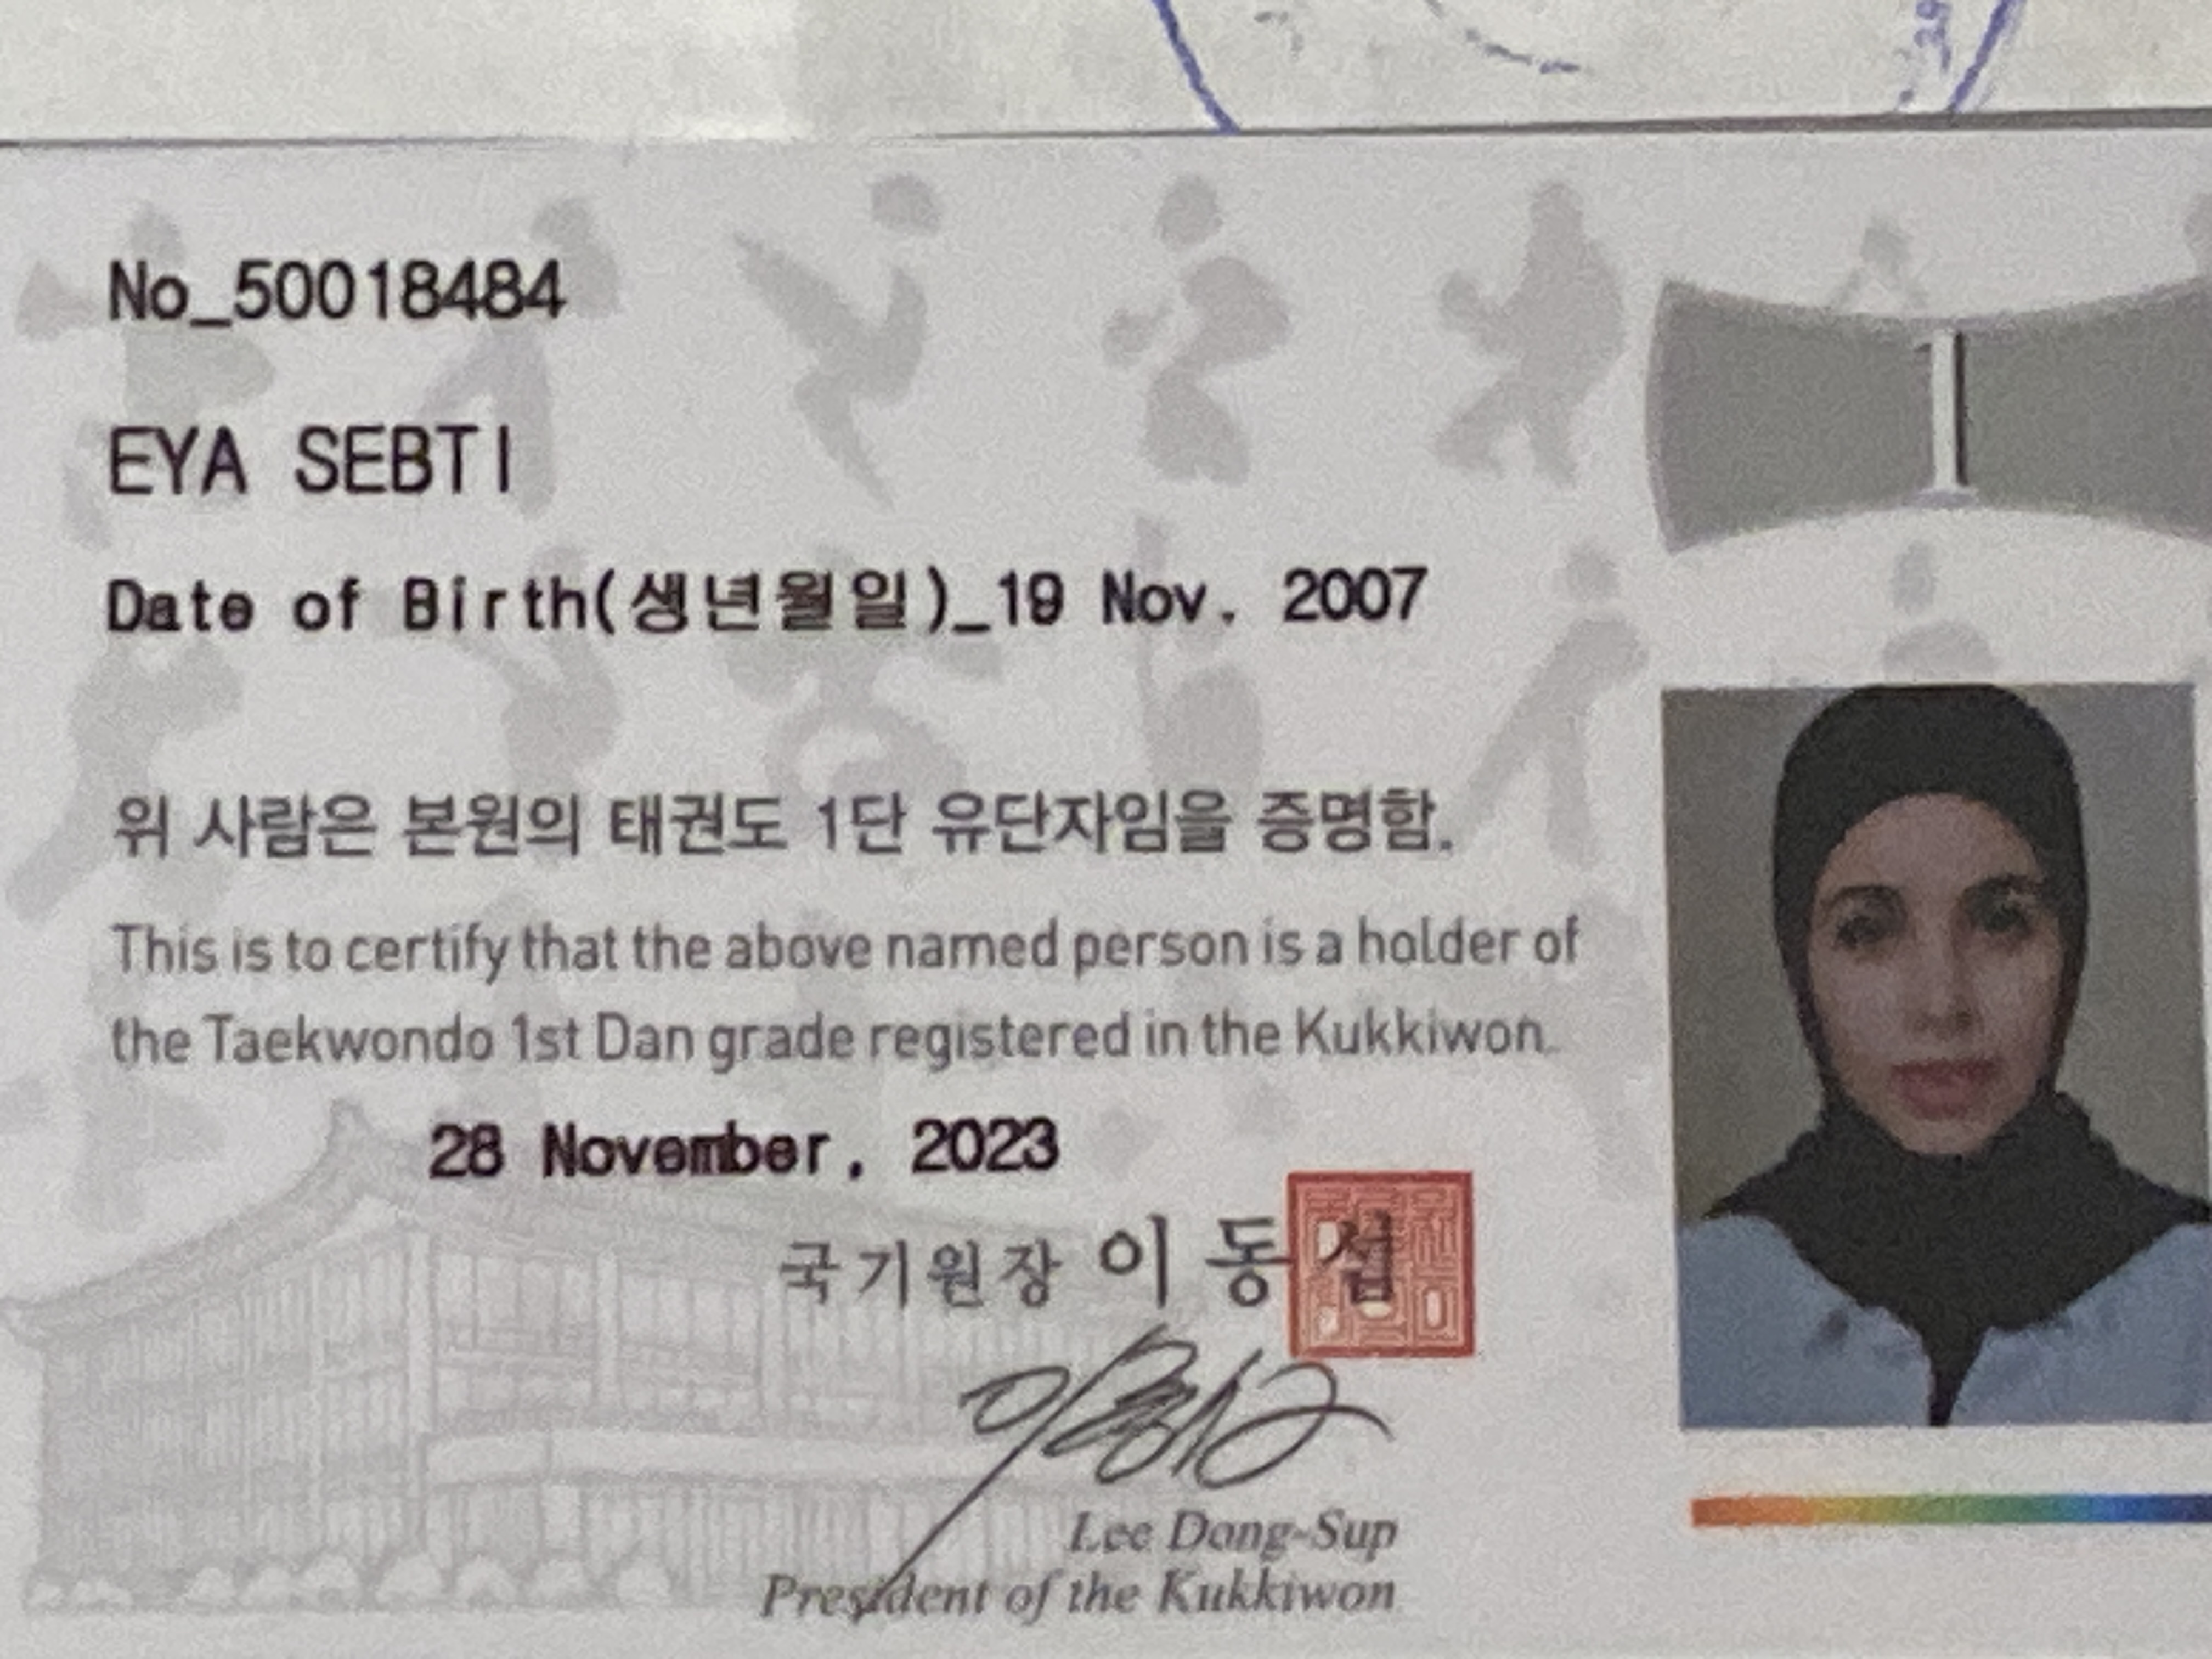 No_50018484
EYA SEBTI
Date of Birth(생년월일)_19 Nov. 2007
위 사람은 본원의 태권도 1단 유단자임을 증명함.
This is to certify that the above named person is a holder of
the Taekwondo 1st Dan grade registered in the Kukkiwon.
28 November, 2023
국기원장 이동섭
Lee Dong-Sup
President of the Kukkiwon